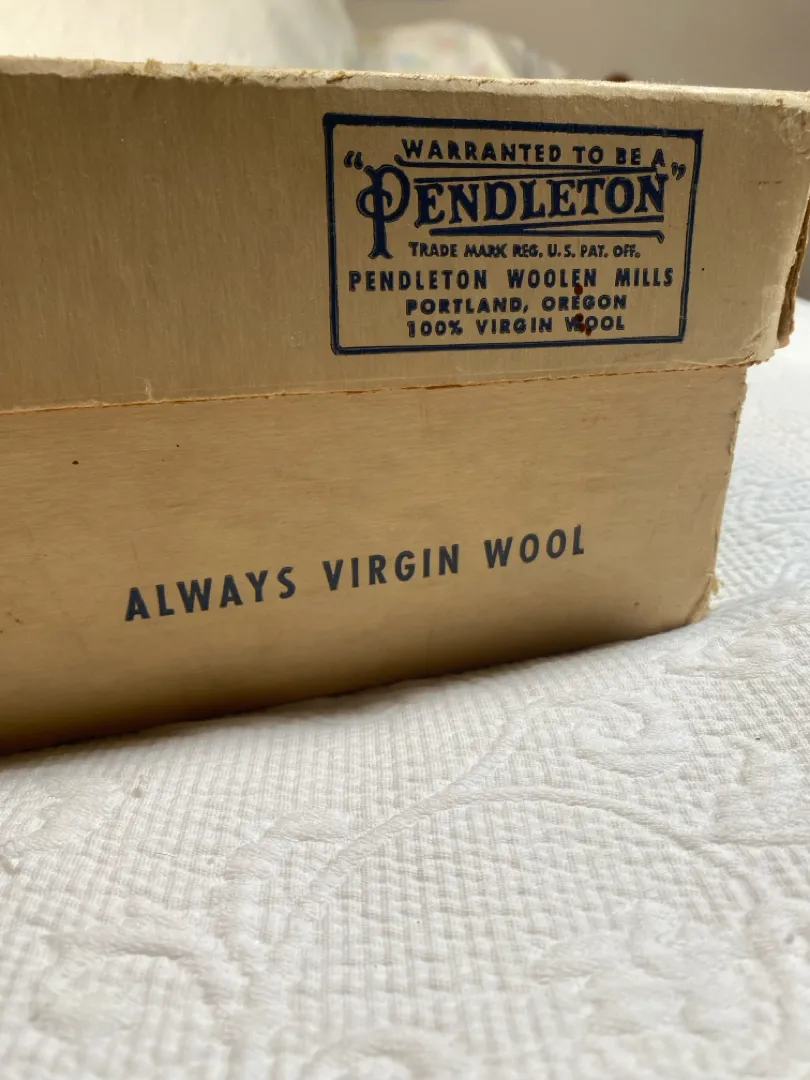 WARRANTED TO BE A
"PENDLETON"
TRADE MARK REG. U.S. PAT. OFF.
PENDLETON WOOLEN MILLS
PORTLAND, OREGON
100% VIRGIN WOOL
ALWAYS VIRGIN WOOL